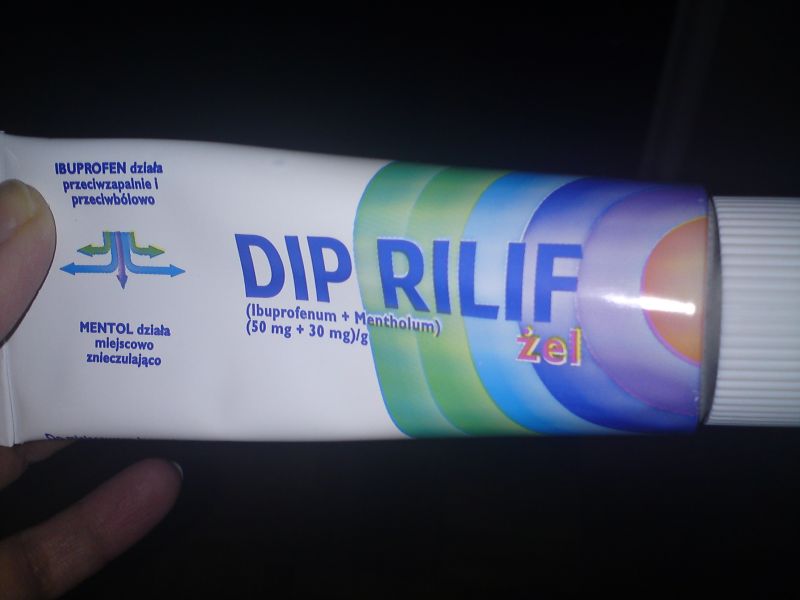 IBUPROFEN działa
przeciwzapalnie i
przeciwbólowo
MENTOL działa
miejscowo
znieczulająco
DIP RILIF
(Ibuprofenum + Mentholum)
(50 mg + 30 mg)/g
żel